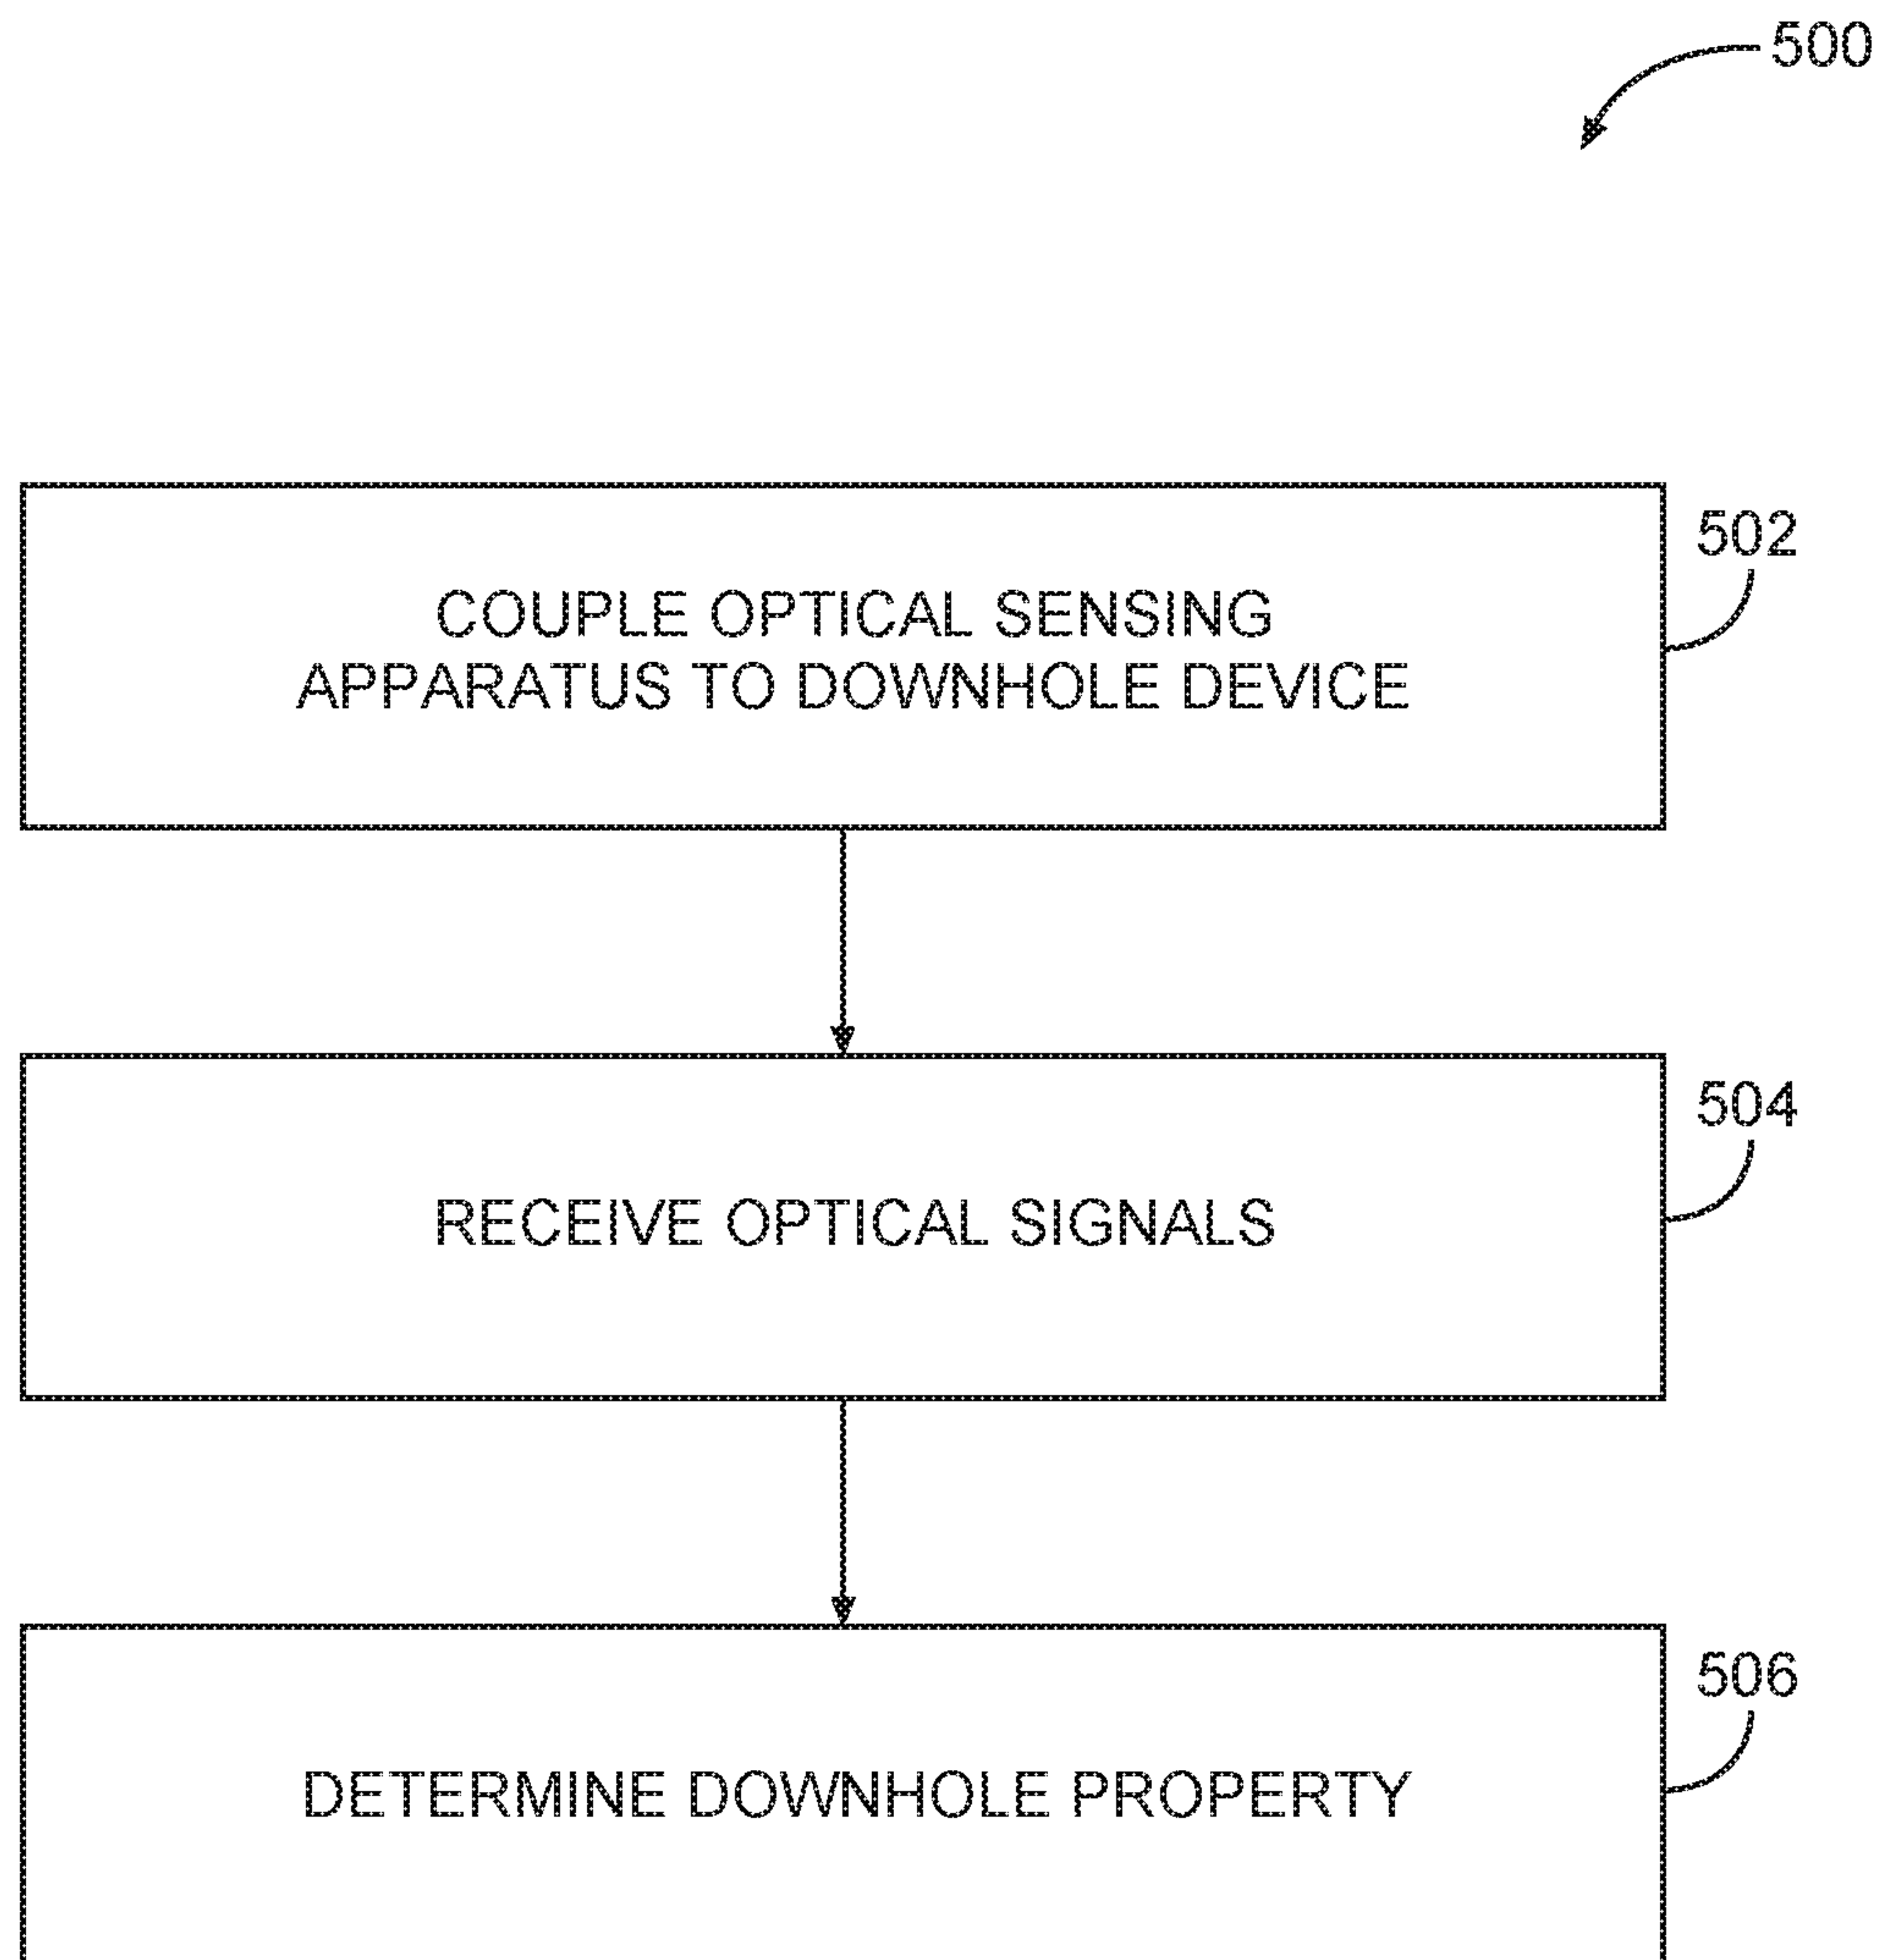 500
502
COUPLE OPTICAL SENSING
APPARATUS TO DOWNHOLE DEVICE
504
RECEIVE OPTICAL SIGNALS
506
DETERMINE DOWNHOLE PROPERTY